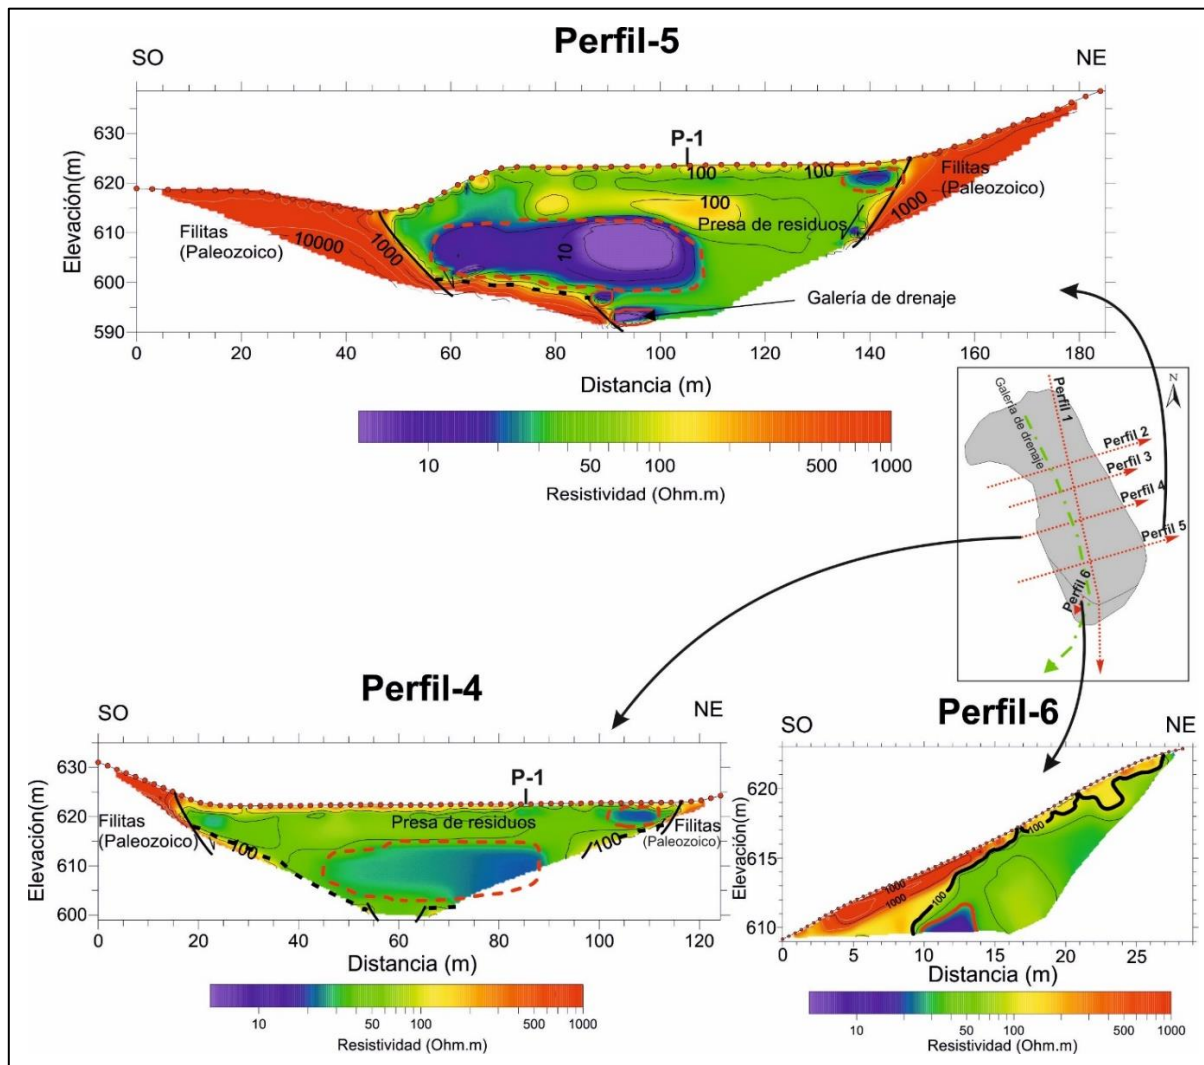 Perfil-5
SO
NE
P-1
630
620
610
600
590
Elevación(m)
Filitas
(Paleozoico)
10000
1000
10
100
100
100
Presa de residuos
Filitas
(Paleozoico)
1000
Galería de drenaje
0
20
40
60
80
100
120
140
160
180
Distancia (m)
10
50
100
500
1000
Resistividad (Ohm.m)
N
Galería de drenaje
Perfil 1
Perfil 2
Perfil 3
Perfil 4
Perfil 5
Perfil 6
Perfil-4
SO
NE
P-1
630
620
610
600
Elevación(m)
Filitas
(Paleozoico)
100
Presa de residuos
100
Filitas
(Paleozoico)
0
20
40
60
80
100
120
Distancia (m)
10
50
100
500
1000
Resistividad (Ohm.m)
Perfil-6
SO
NE
620
615
610
Elevación(m)
1000
1000
100
100
100
0
5
10
15
20
25
Distancia (m)
10
50
100
500
1000
Resistividad (Ohm.m)